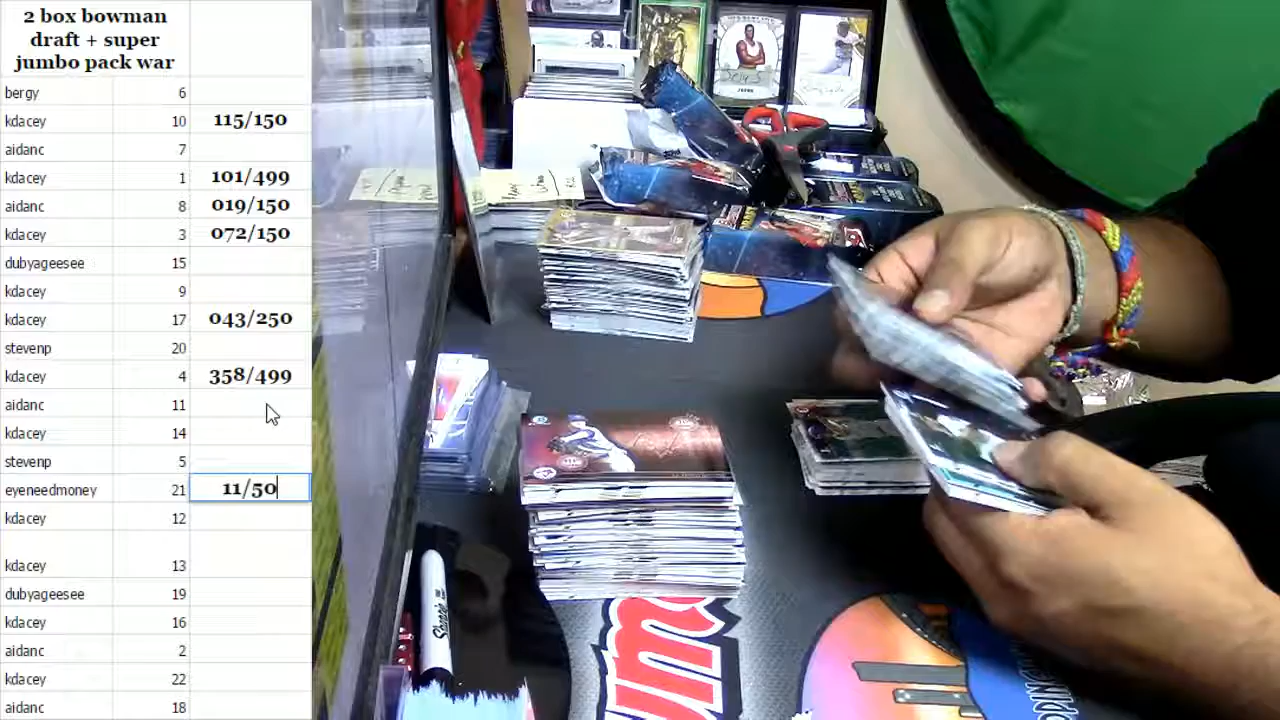 2 box bowman
draft + super
jumbo pack war
bergy 6
kdacey 10 115/150
aidanc 7
kdacey 1 101/499
aidanc 8 019/150
kdacey 3 072/150
dubyageesee 15
kdacey 9
kdacey 17 043/250
stevenp 20
kdacey 4 358/499
aidanc 11
kdacey 14
stevenp 5
eyeneedmoney 21 11/50
kdacey 12
kdacey 13
dubyageesee 19
kdacey 16
aidanc 2
kdacey 22
aidanc 18
Sharpie